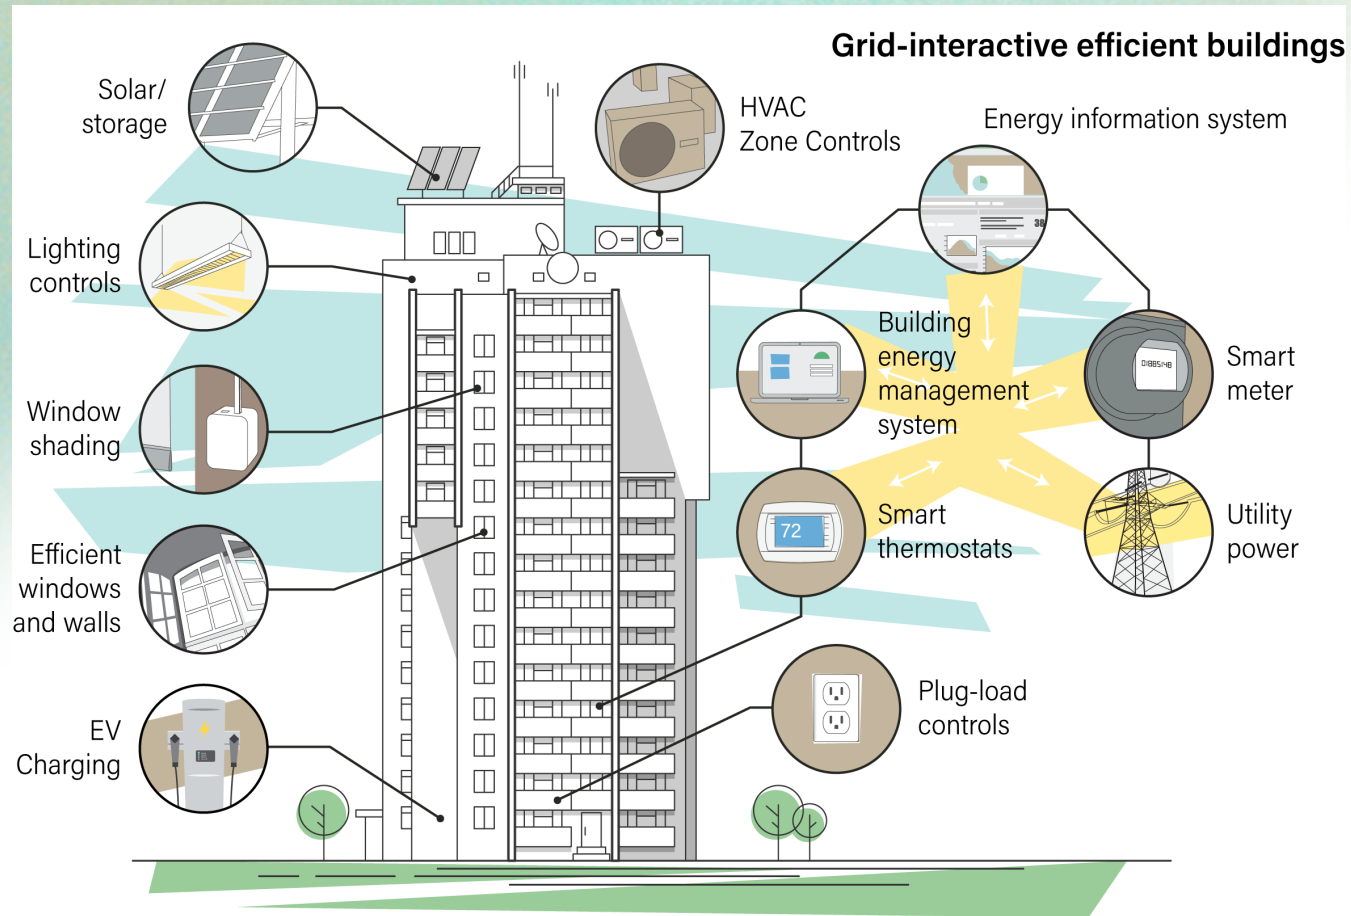 Grid-interactive efficient buildings
Solar/
storage
HVAC
Zone Controls
Energy information system
38
Lighting
controls
Building
energy
management
system
Smart
meter
Window
shading
72
Smart
thermostats
Utility
power
Efficient
windows
and walls
Plug-load
controls
EV
Charging